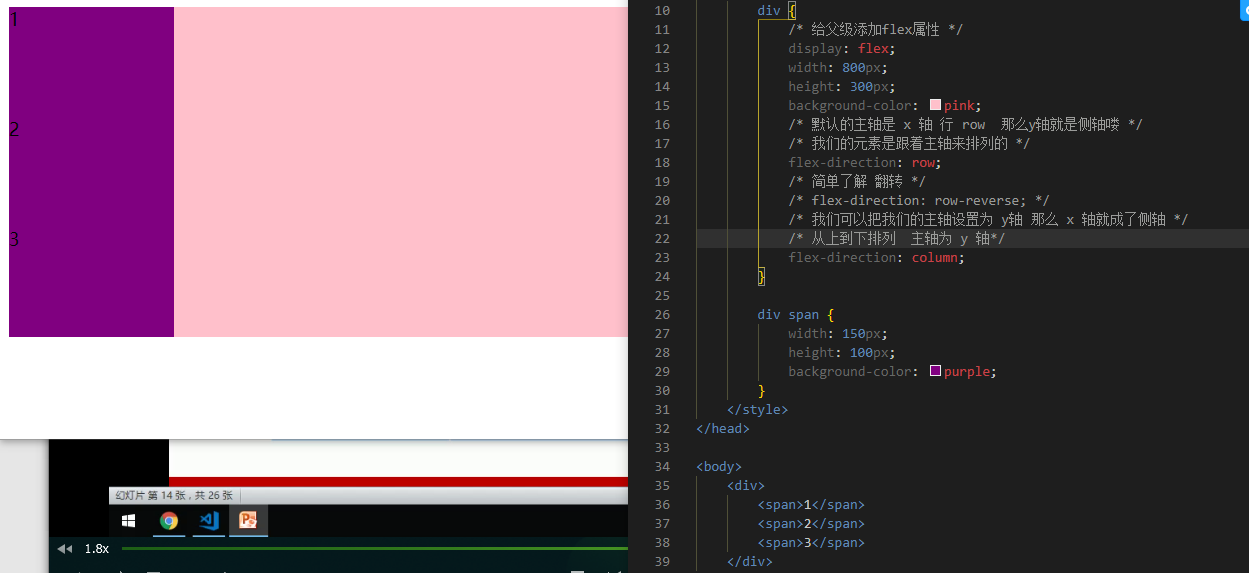 1
2
3
幻灯片 第 14 张 , 共 26 张
1.8x
10 div {
11 /* 给父级添加flex属性 */
12 display: flex;
13 width: 800px;
14 height: 300px;
15 background-color: pink;
16 /* 默认的主轴是 x 轴 行 row  那么y轴就是侧轴喽 */
17 /* 我们的元素是跟着主轴来排列的 */
18 flex-direction: row;
19 /* 简单了解 翻转 */
20 /* flex-direction: row-reverse; */
21 /* 我们可以把我们的主轴设置为 y轴 那么 x 轴就成了侧轴 */
22 /* 从上到下排列  主轴为 y 轴*/
23 flex-direction: column;
24 }
25
26 div span {
27 width: 150px;
28 height: 100px;
29 background-color: purple;
30 }
31 </style>
32 </head>
33
34 <body>
35 <div>
36 <span>1</span>
37 <span>2</span>
38 <span>3</span>
39 </div>